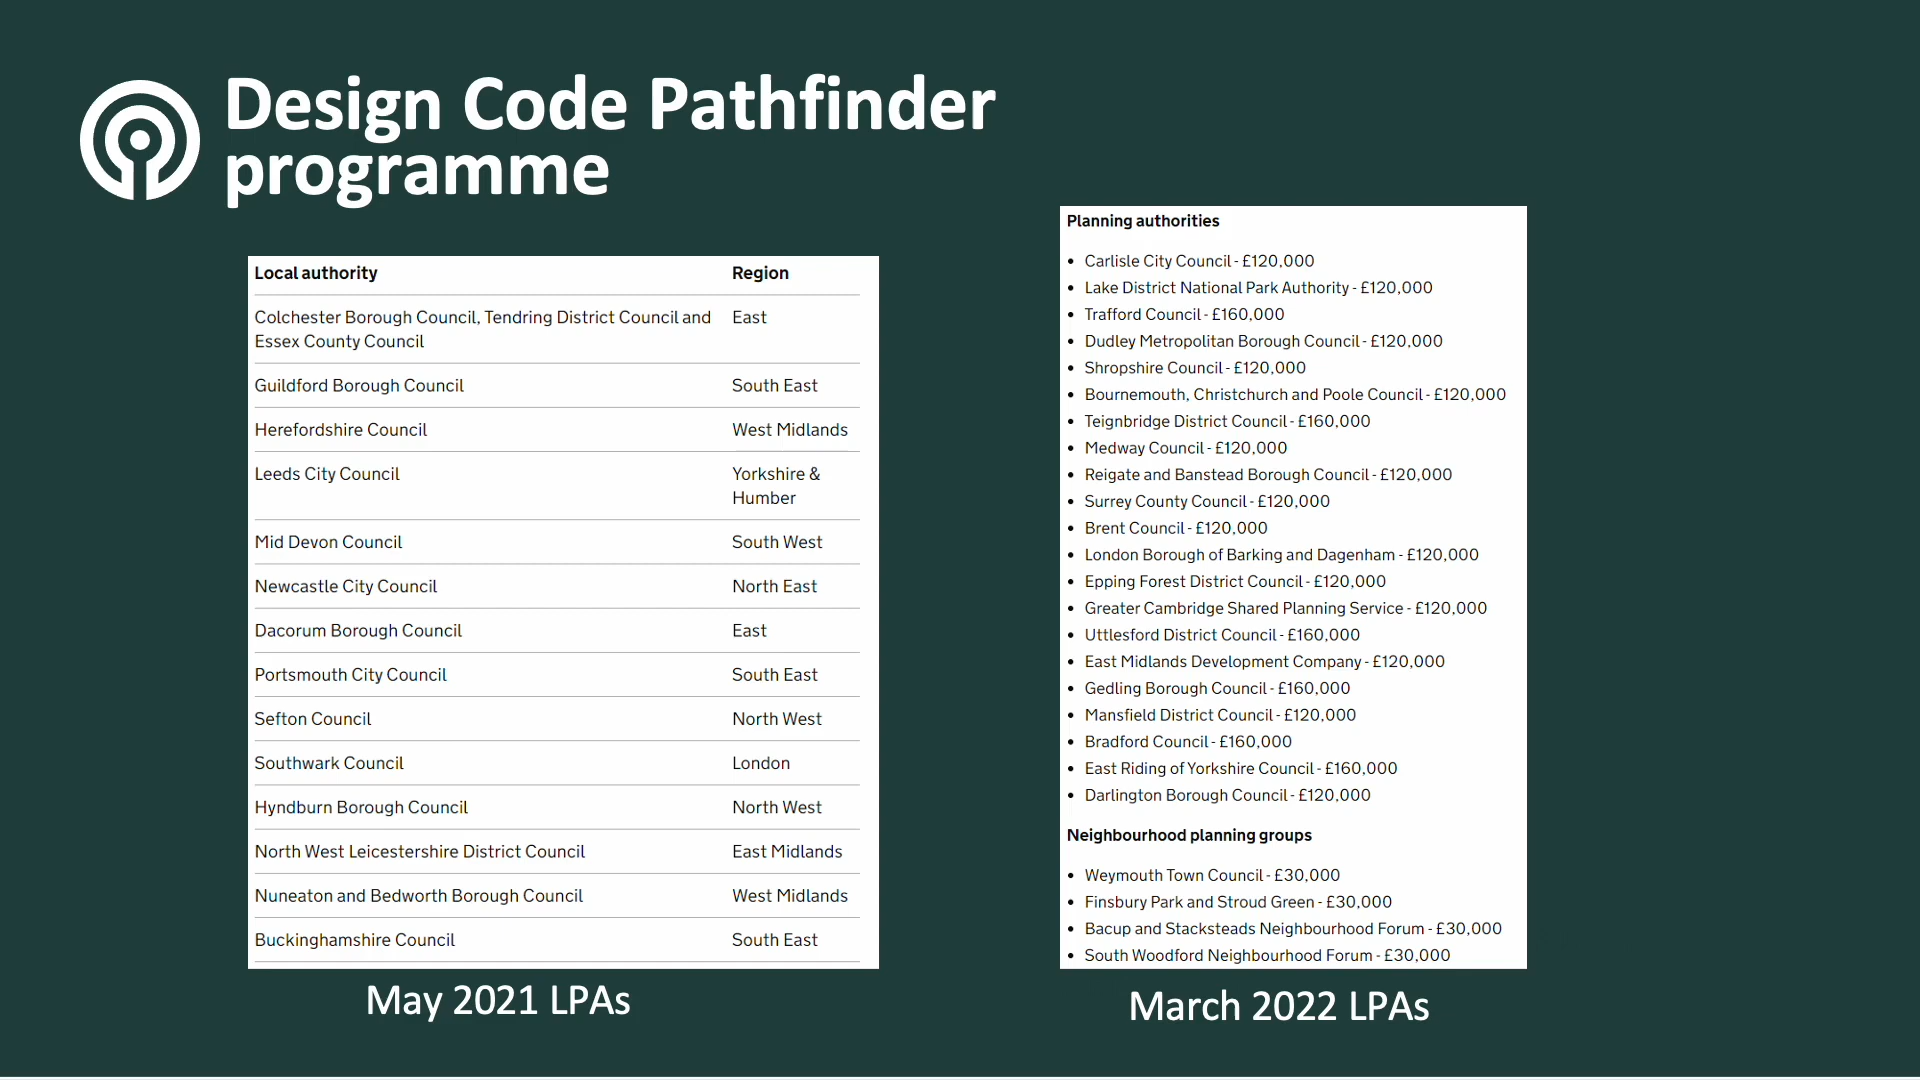 Design Code Pathfinder
programme
Local authority Region
Colchester Borough Council, Tendring District Council and East
Essex County Council
Guildford Borough Council South East
Herefordshire Council West Midlands
Leeds City Council Yorkshire &
Humber
Mid Devon Council South West
Newcastle City Council North East
Dacorum Borough Council East
Portsmouth City Council South East
Sefton Council North West
Southwark Council London
Hyndburn Borough Council North West
North West Leicestershire District Council East Midlands
Nuneaton and Bedworth Borough Council West Midlands
Buckinghamshire Council South East
May 2021 LPAs
Planning authorities
• Carlisle City Council - £120,000
• Lake District National Park Authority - £120,000
• Trafford Council - £160,000
• Dudley Metropolitan Borough Council - £120,000
• Shropshire Council - £120,000
• Bournemouth, Christchurch and Poole Council - £120,000
• Teignbridge District Council - £160,000
• Medway Council - £120,000
• Reigate and Banstead Borough Council - £120,000
• Surrey County Council - £120,000
• Brent Council - £120,000
• London Borough of Barking and Dagenham - £120,000
• Epping Forest District Council - £120,000
• Greater Cambridge Shared Planning Service - £120,000
• Uttlesford District Council - £160,000
• East Midlands Development Company - £120,000
• Gedling Borough Council - £160,000
• Mansfield District Council - £120,000
• Bradford Council - £160,000
• East Riding of Yorkshire Council - £160,000
• Darlington Borough Council - £120,000
Neighbourhood planning groups
• Weymouth Town Council - £30,000
• Finsbury Park and Stroud Green - £30,000
• Bacup and Stacksteads Neighbourhood Forum - £30,000
• South Woodford Neighbourhood Forum - £30,000
March 2022 LPAs